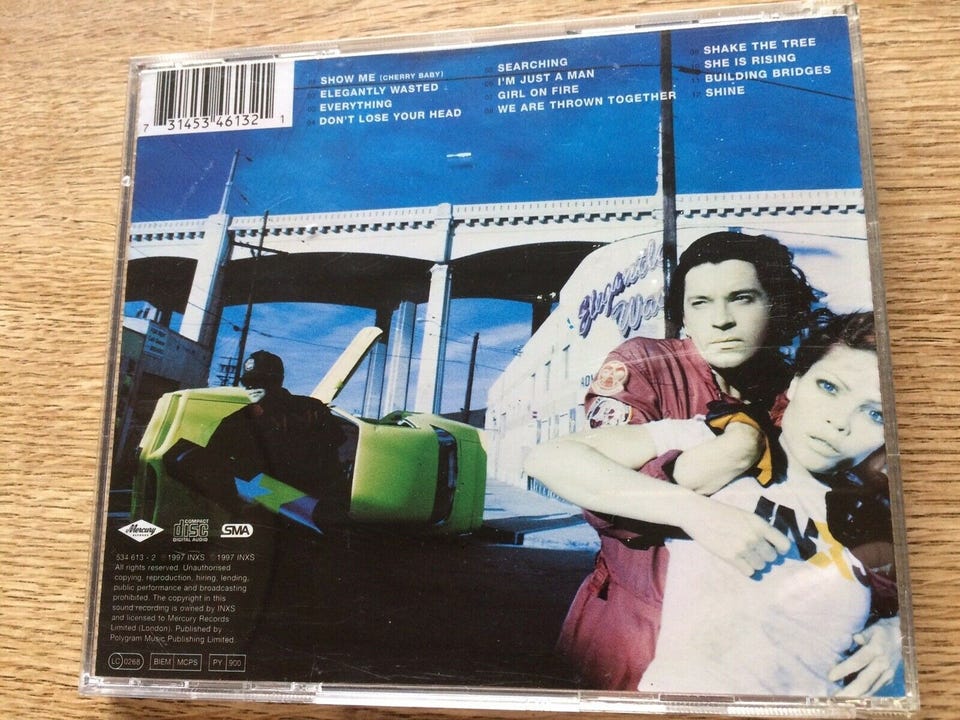 SHOW ME (CHERRY BABY)
ELEGANTLY WASTED
EVERYTHING
DON'T LOSE YOUR HEAD
SEARCHING
I'M JUST A MAN
GIRL ON FIRE
WE ARE THROWN TOGETHER
SHAKE THE TREE
SHE IS RISING
BUILDING BRIDGES
SHINE
7 31453 46132 1
Elegantly
Was
INXS
Mercury
RECORDS
COMPACT
disc
DIGITAL AUDIO
SMA
534 613 - 2 ℗ 1997 INXS © 1997 INXS
All rights reserved. Unauthorised
copying, reproduction, hiring, lending,
public performance and broadcasting
prohibited. The copyright in this
sound recording is owned by INXS
and licensed to Mercury Records
Limited (London). Published by
Polygram Music Publishing Limited.
LC 0268 BIEM MCPS PY 900